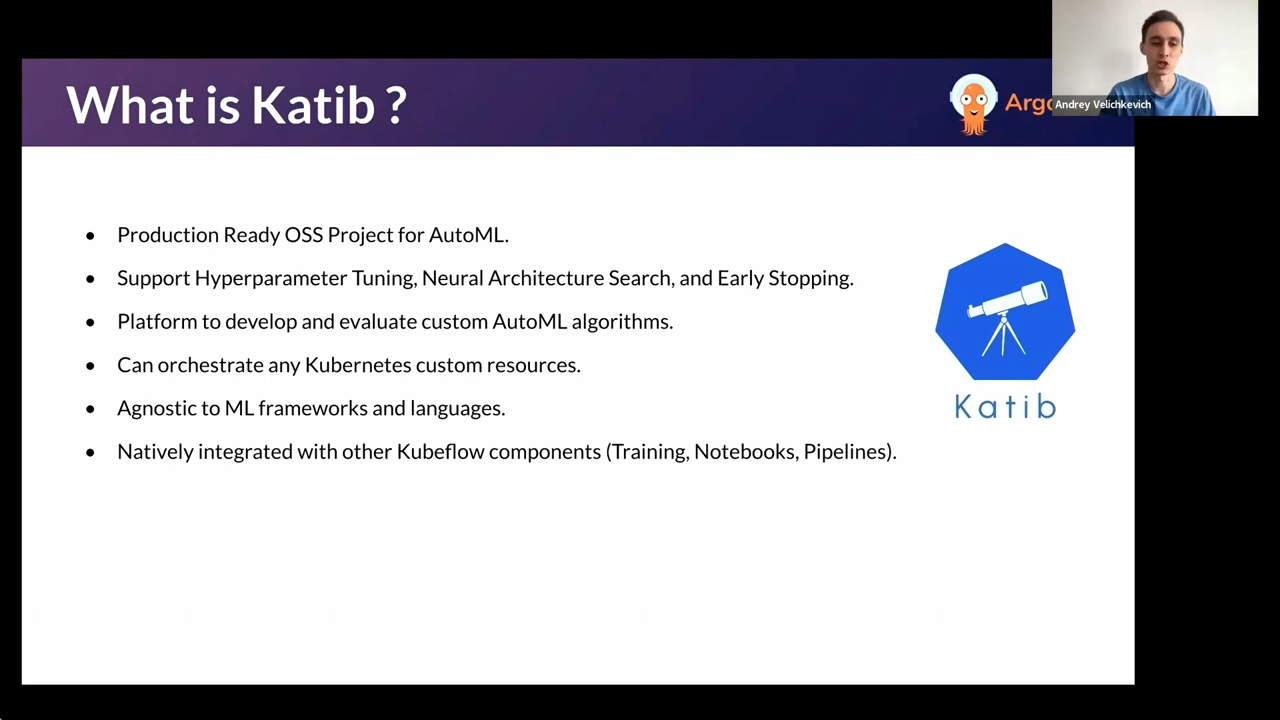 What is Katib ?
Andrey Velichkevich
• Production Ready OSS Project for AutoML.
• Support Hyperparameter Tuning, Neural Architecture Search, and Early Stopping.
• Platform to develop and evaluate custom AutoML algorithms.
• Can orchestrate any Kubernetes custom resources.
• Agnostic to ML frameworks and languages.
• Natively integrated with other Kubeflow components (Training, Notebooks, Pipelines).
Katib